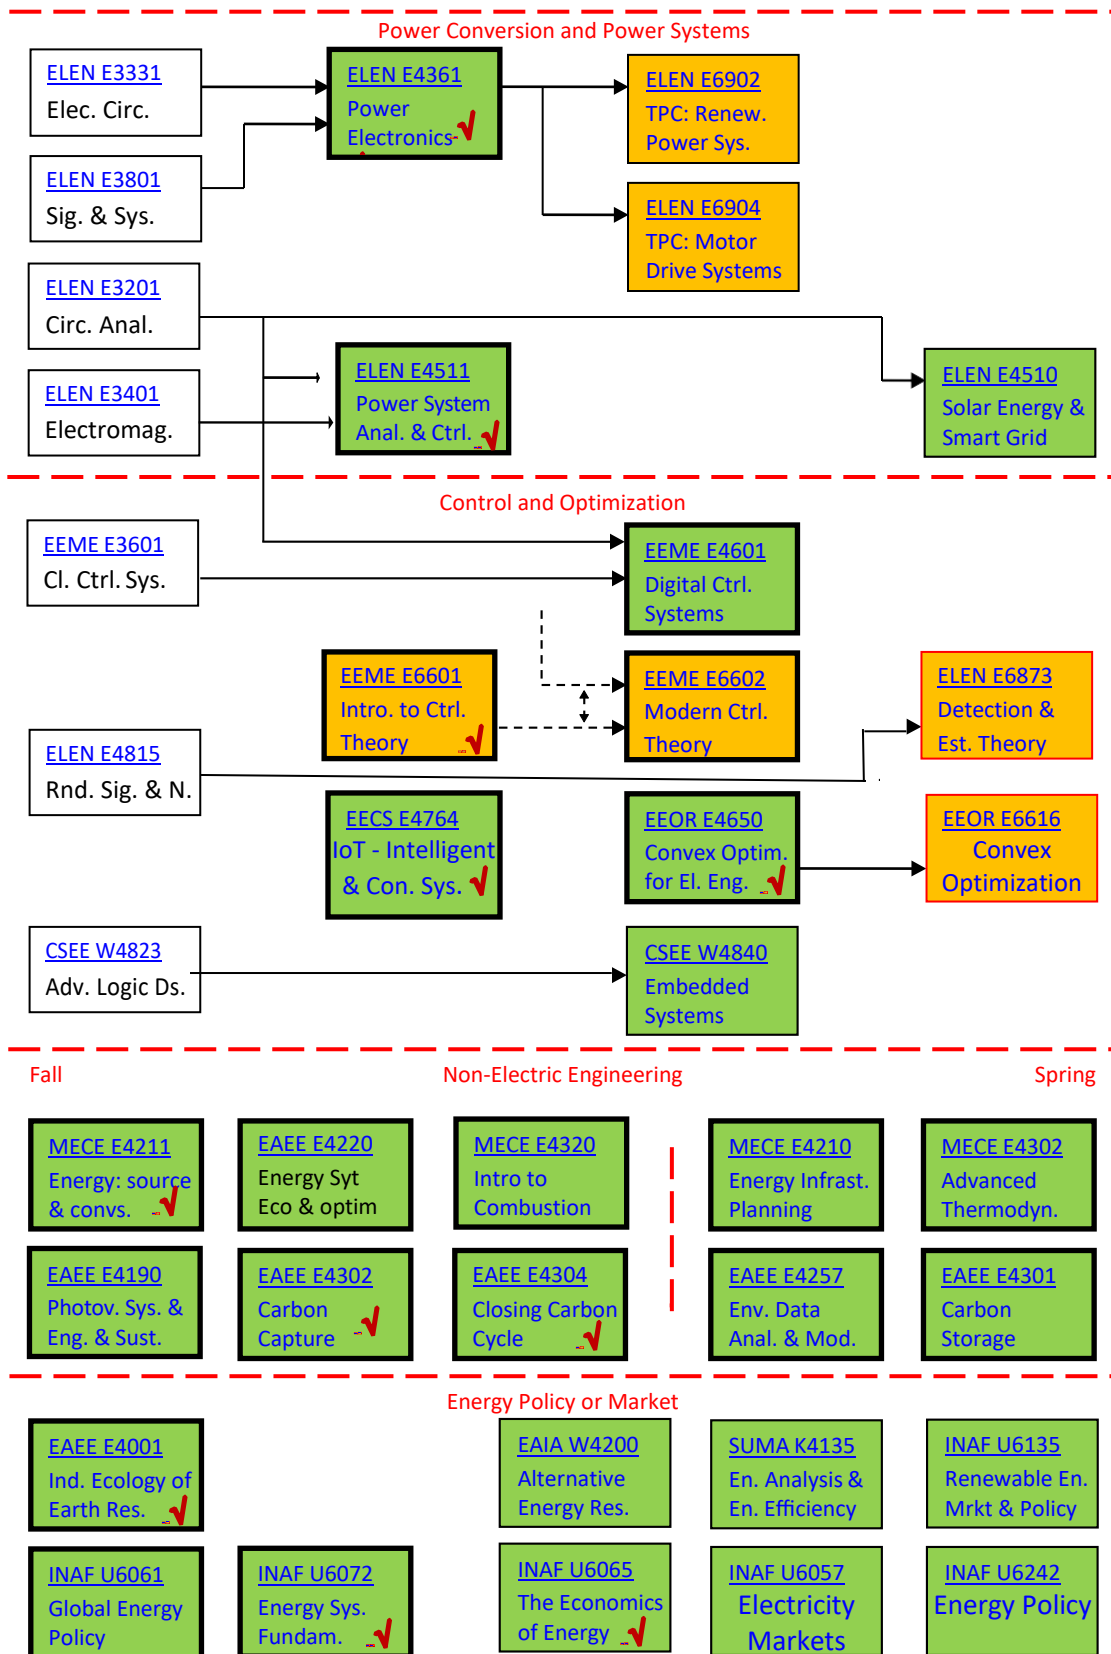 Power Conversion and Power Systems
ELEN E3331
Elec. Circ.
ELEN E4361
Power
Electronics
ELEN E6902
TPC: Renew.
Power Sys.
ELEN E3801
Sig. & Sys.
ELEN E6904
TPC: Motor
Drive Systems
ELEN E3201
Circ. Anal.
ELEN E4511
Power System
Anal. & Ctrl.
ELEN E4510
Solar Energy &
Smart Grid
ELEN E3401
Electromag.
Control and Optimization
EEME E3601
Cl. Ctrl. Sys.
EEME E4601
Digital Ctrl.
Systems
EEME E6601
Intro. to Ctrl.
Theory
EEME E6602
Modern Ctrl.
Theory
ELEN E6873
Detection &
Est. Theory
ELEN E4815
Rnd. Sig. & N.
EECS E4764
IoT - Intelligent
& Con. Sys.
EEOR E4650
Convex Optim.
for El. Eng.
EEOR E6616
Convex
Optimization
CSEE W4823
Adv. Logic Ds.
CSEE W4840
Embedded
Systems
Fall
Non-Electric Engineering
Spring
MECE E4211
Energy: source
& convs.
EAEE E4220
Energy Syt
Eco & optim
MECE E4320
Intro to
Combustion
MECE E4210
Energy Infrast.
Planning
MECE E4302
Advanced
Thermodyn.
EAEE E4190
Photov. Sys. &
Eng. & Sust.
EAEE E4302
Carbon
Capture
EAEE E4304
Closing Carbon
Cycle
EAEE E4257
Env. Data
Anal. & Mod.
EAEE E4301
Carbon
Storage
Energy Policy or Market
EAEE E4001
Ind. Ecology of
Earth Res.
EAIA W4200
Alternative
Energy Res.
SUMA K4135
En. Analysis &
En. Efficiency
INAF U6135
Renewable En.
Mrkt & Policy
INAF U6061
Global Energy
Policy
INAF U6072
Energy Sys.
Fundam.
INAF U6065
The Economics
of Energy
INAF U6057
Electricity
Markets
INAF U6242
Energy Policy